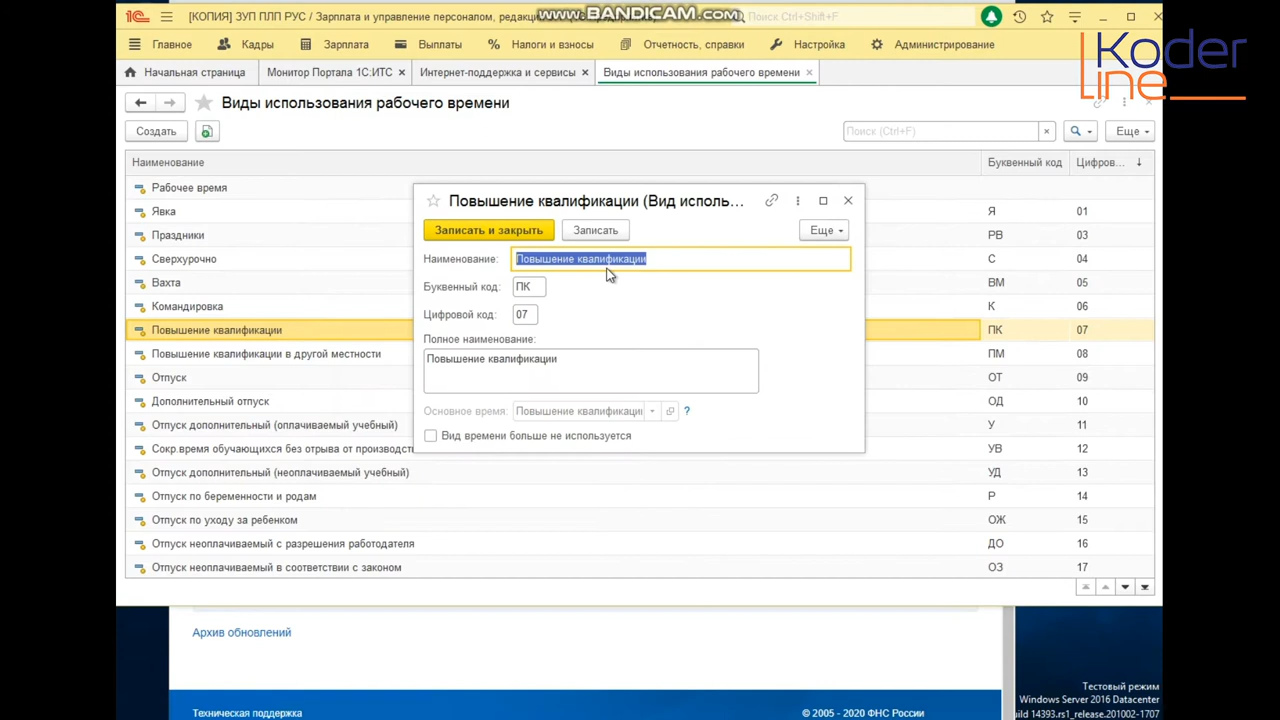 [КОПИЯ] ЗУП ПЛП РУС / Зарплата и управление персоналом, редакция
www.BANDICAM.com
Поиск Ctrl+Shift+F
Главное Кадры Зарплата Выплаты Налоги и взносы Отчетность, справки Настройка Администрирование
Koder
line
Начальная страница Монитор Портала 1С:ИТС × Интернет-поддержка и сервисы × Виды использования рабочего времени ×
Виды использования рабочего времени
Создать Поиск (Ctrl+F) × Еще
Наименование Буквенный код Цифров...
Рабочее время
Явка Я 01
Праздники РВ 03
Сверхурочно С 04
Вахта ВМ 05
Командировка К 06
Повышение квалификации ПК 07
Повышение квалификации в другой местности ПМ 08
Отпуск ОТ 09
Дополнительный отпуск ОД 10
Отпуск дополнительный (оплачиваемый учебный) У 11
Сокр.время обучающихся без отрыва от производст УВ 12
Отпуск дополнительный (неоплачиваемый учебный) УД 13
Отпуск по беременности и родам Р 14
Отпуск по уходу за ребенком ОЖ 15
Отпуск неоплачиваемый с разрешения работодателя ДО 16
Отпуск неоплачиваемый в соответствии с законом ОЗ 17
Повышение квалификации (Вид исполь...
Записать и закрыть Записать Еще
Наименование: Повышение квалификации
Буквенный код: ПК
Цифровой код: 07
Полное наименование:
Повышение квалификации
Основное время: Повышение квалификаци ?
Вид времени больше не используется
Архив обновлений
Техническая поддержка
© 2005 - 2020 ФНС России
Тестовый режим
Windows Server 2016 Datacenter
uild 14393.rs1_release.201002-1707